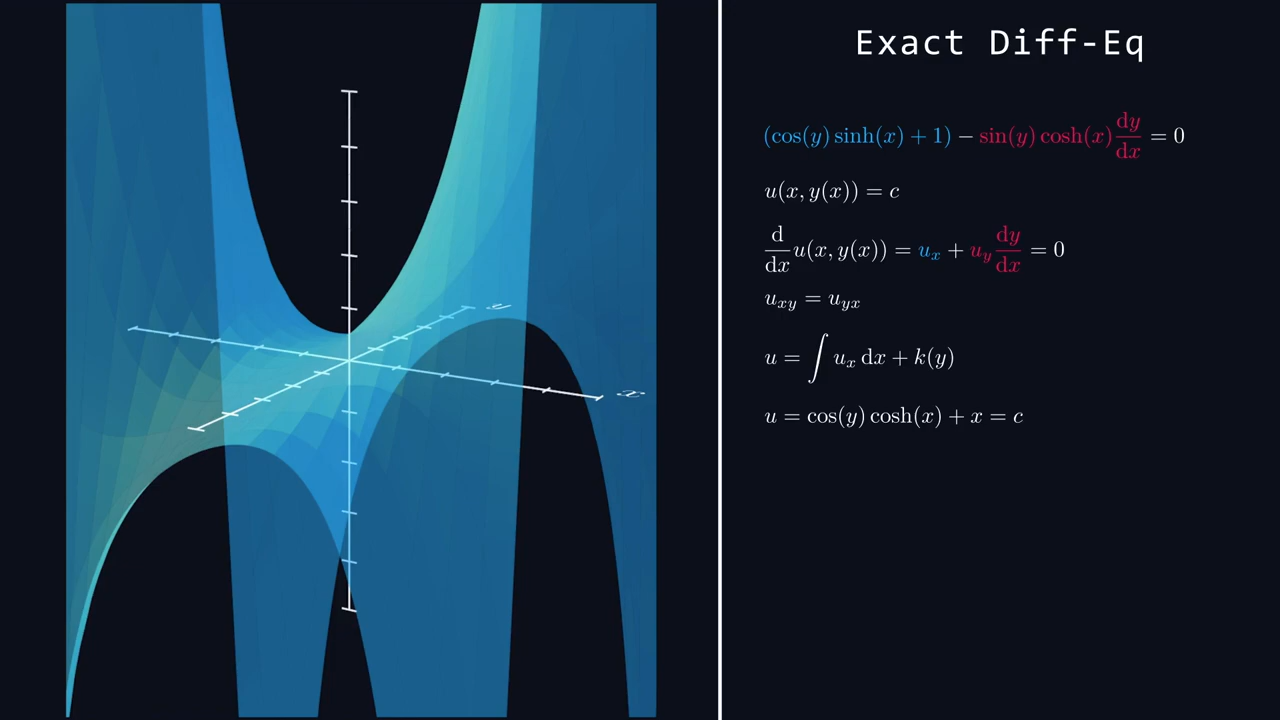 Exact Diff-Eq
(cos(y) sinh(x) + 1) − sin(y) cosh(x) dy/dx = 0
u(x, y(x)) = c
d/dx u(x, y(x)) = u_x + u_y dy/dx = 0
u_xy = u_yx
u = ∫ u_x dx + k(y)
u = cos(y) cosh(x) + x = c
y
x